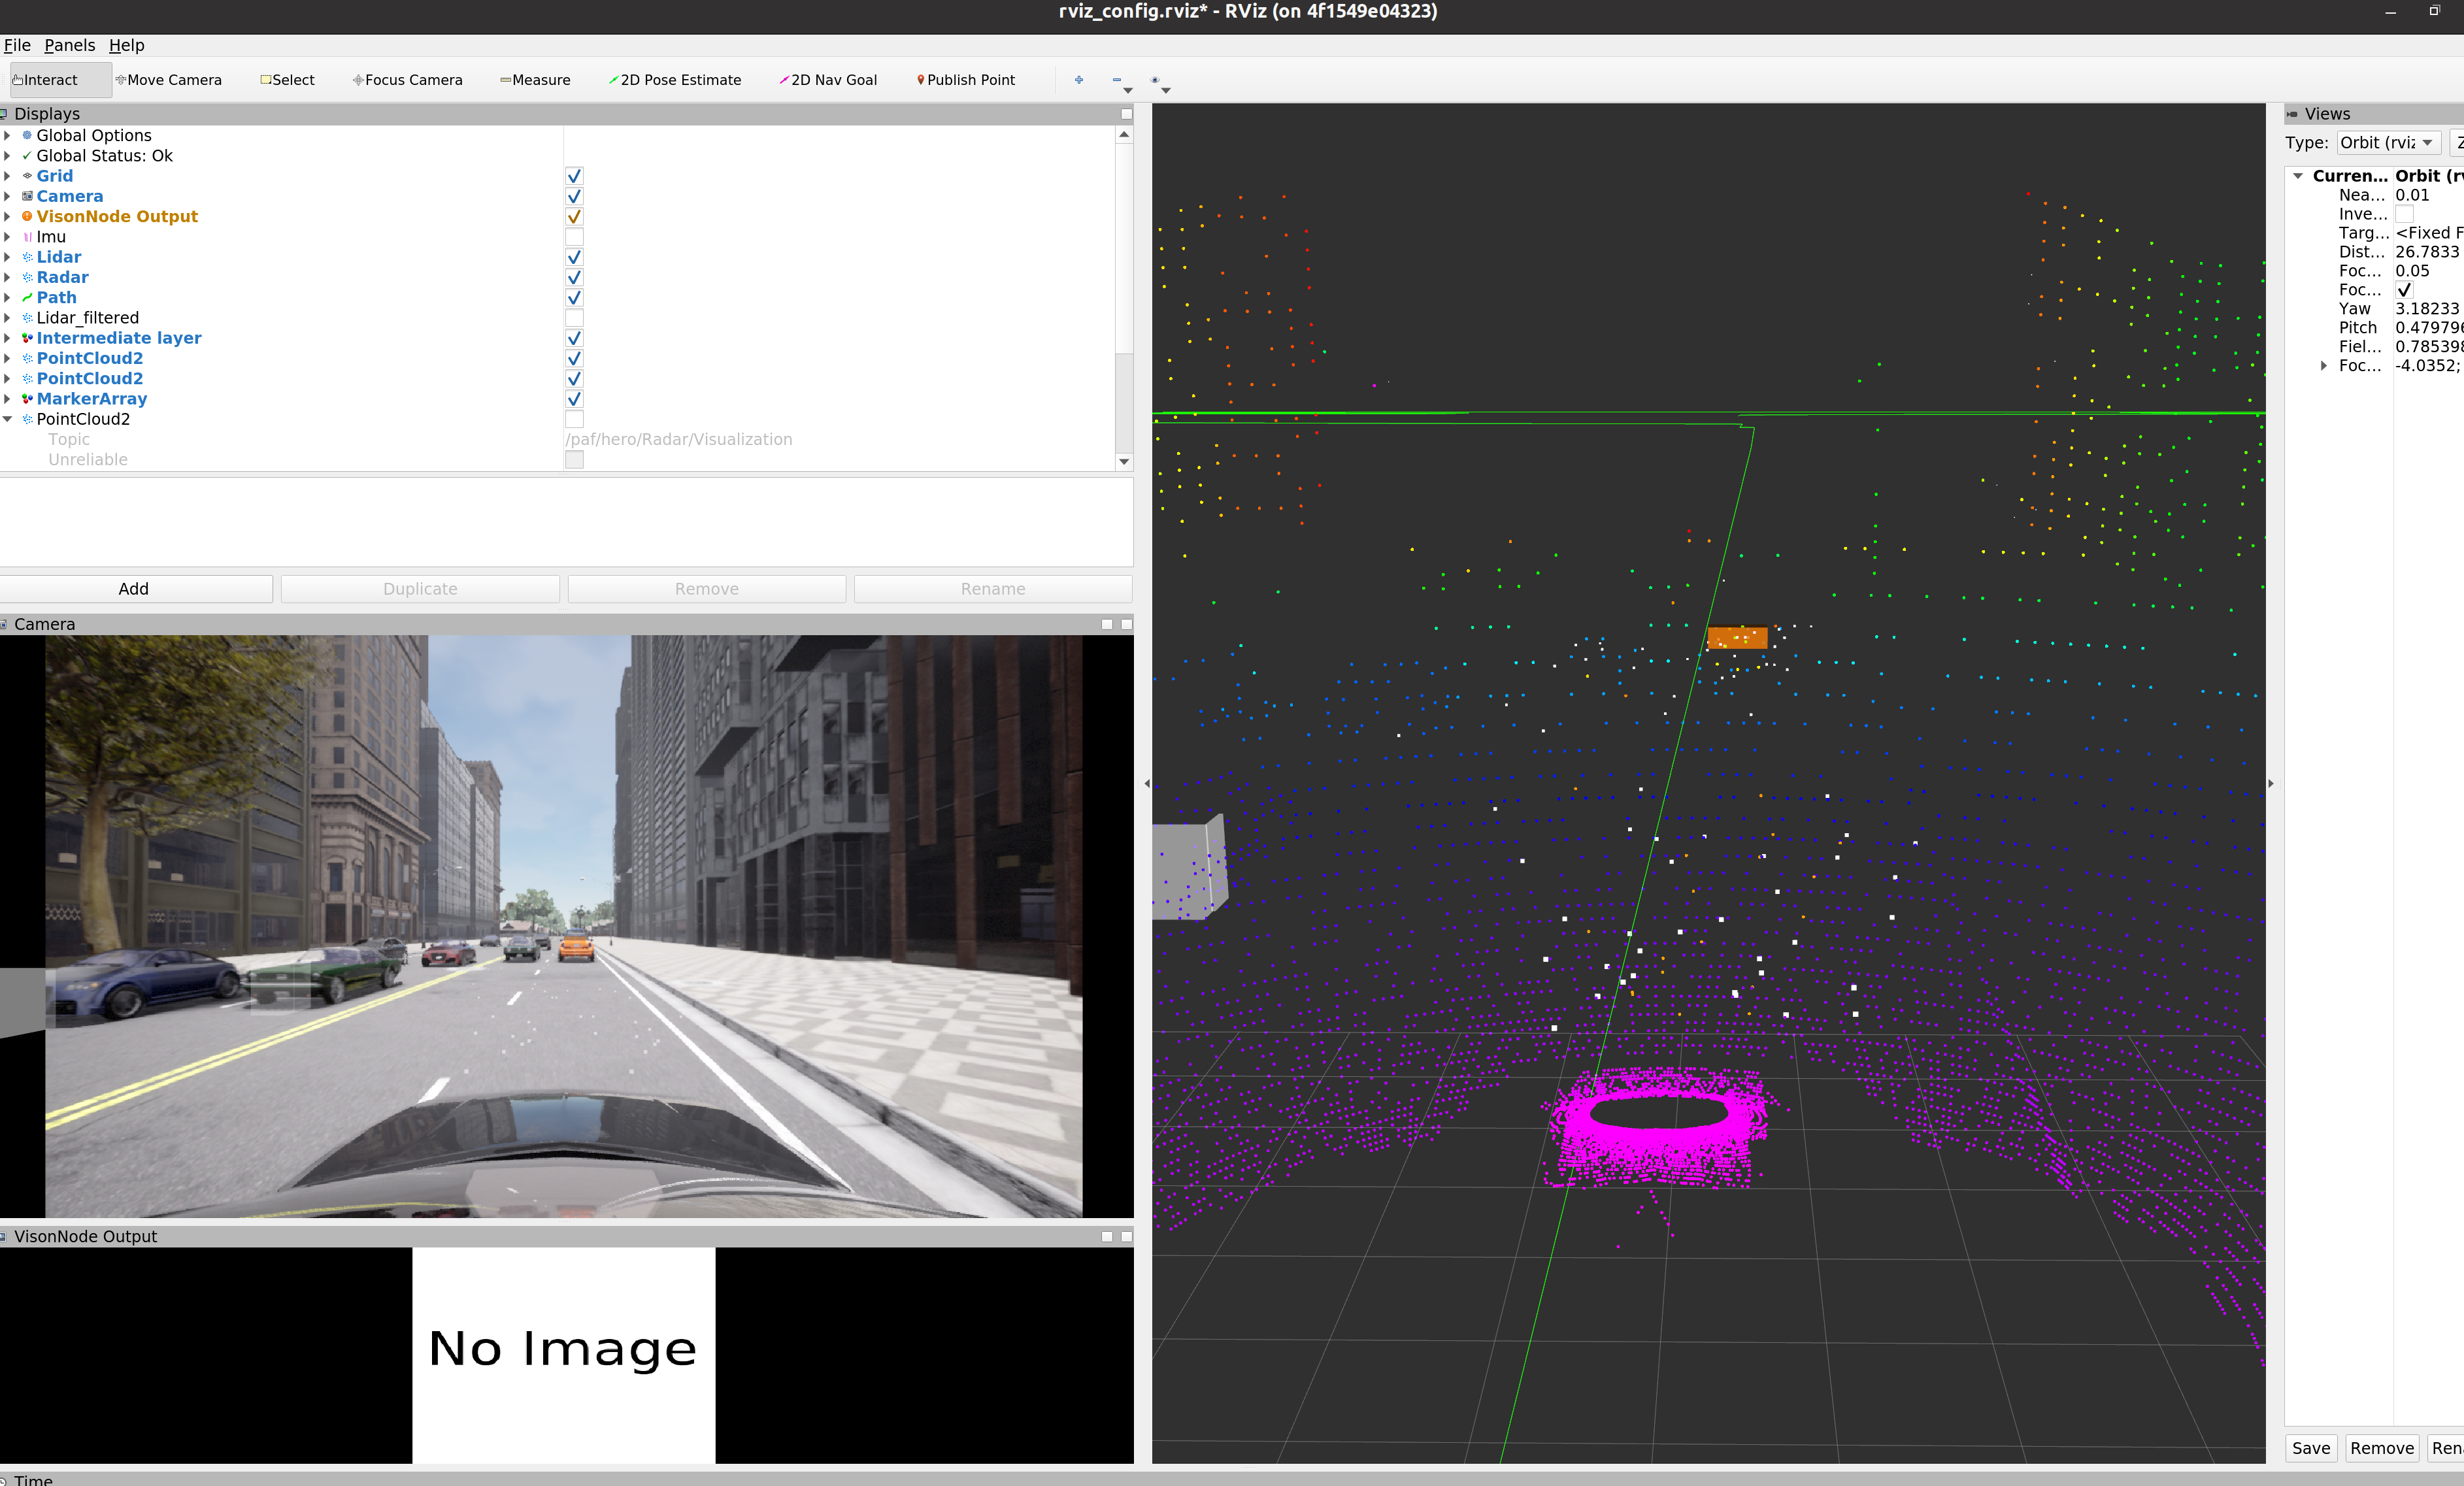 rviz_config.rviz* - RViz (on 4f1549e04323)
File Panels Help
Interact Move Camera Select Focus Camera Measure 2D Pose Estimate 2D Nav Goal Publish Point
Displays
Global Options
Global Status: Ok
Grid
Camera
VisonNode Output
Imu
Lidar
Radar
Path
Lidar_filtered
Intermediate layer
PointCloud2
PointCloud2
MarkerArray
PointCloud2
Topic /paf/hero/Radar/Visualization
Unreliable
Add Duplicate Remove Rename
Camera
VisonNode Output
No Image
Time
Views
Type: Orbit (rviz Z
Curren... Orbit (rv
Nea... 0.01
Inve...
Targ... <Fixed F
Dist... 26.7833
Foc... 0.05
Foc...
Yaw 3.18233
Pitch 0.479796
Fiel... 0.785398
Foc... -4.0352;
Save Remove Ren